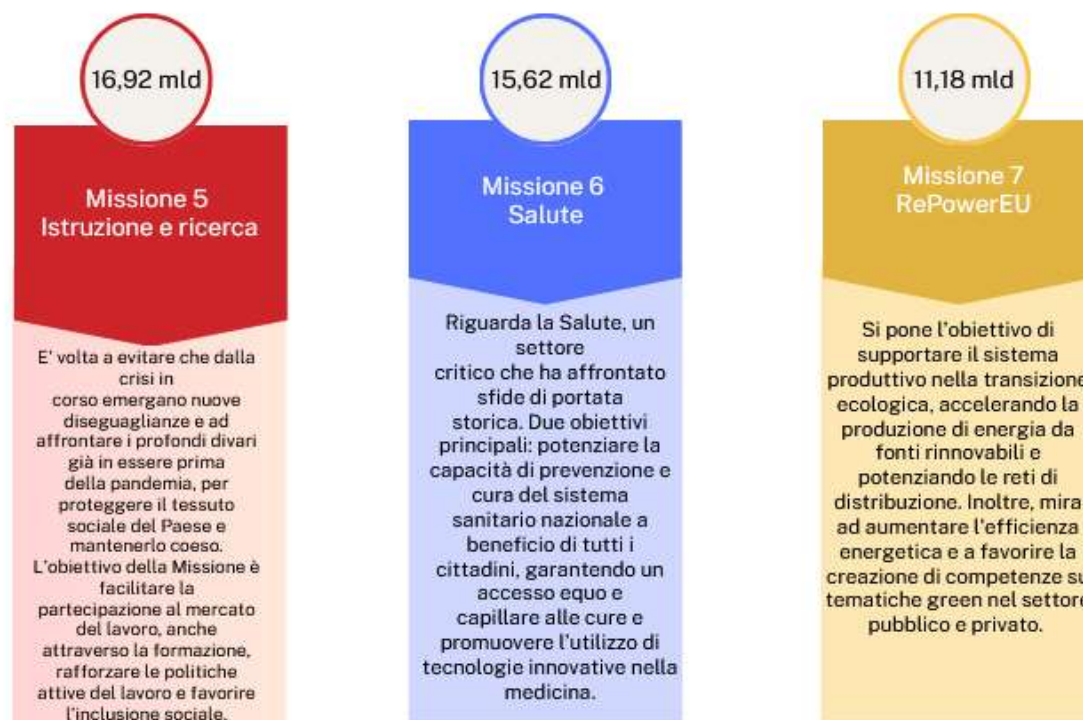 16,92 mld
Missione 5
Istruzione e ricerca
E' volta a evitare che dalla
crisi in
corso emergano nuove
diseguaglianze e ad
affrontare i profondi divari
già in essere prima
della pandemia, per
proteggere il tessuto
sociale del Paese e
mantenerlo coeso.
L'obiettivo della Missione è
facilitare la
partecipazione al mercato
del lavoro, anche
attraverso la formazione,
rafforzare le politiche
attive del lavoro e favorire
l'inclusione sociale.
15,62 mld
Missione 6
Salute
Riguarda la Salute, un
settore
critico che ha affrontato
sfide di portata
storica. Due obiettivi
principali: potenziare la
capacità di prevenzione e
cura del sistema
sanitario nazionale a
beneficio di tutti i
cittadini, garantendo un
accesso equo e
capillare alle cure e
promuovere l'utilizzo di
tecnologie innovative nella
medicina.
11,18 mld
Missione 7
RePowerEU
Si pone l'obiettivo di
supportare il sistema
produttivo nella transizione
ecologica, accelerando la
produzione di energia da
fonti rinnovabili e
potenziando le reti di
distribuzione. Inoltre, mira
ad aumentare l'efficienza
energetica e a favorire la
creazione di competenze su
tematiche green nel settore
pubblico e privato.